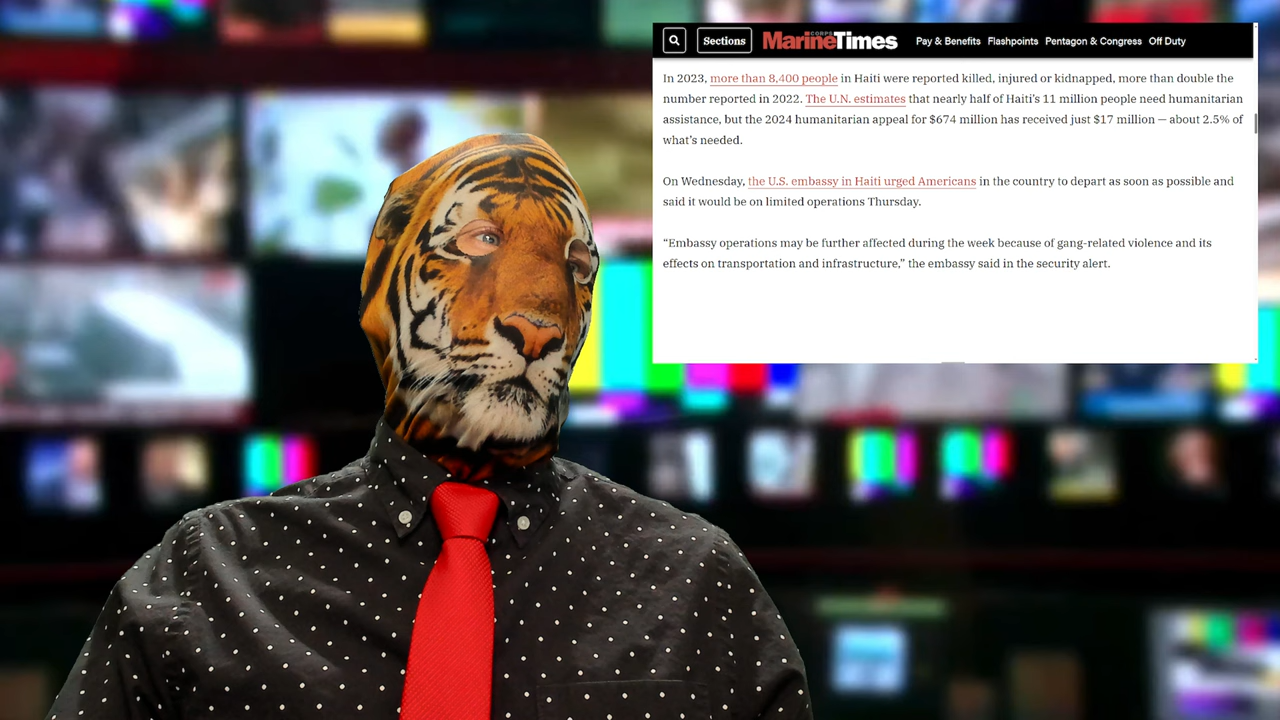 Sections
CORPS
MarineTimes
Pay & Benefits Flashpoints Pentagon & Congress Off Duty
In 2023, more than 8,400 people in Haiti were reported killed, injured or kidnapped, more than double the
number reported in 2022. The U.N. estimates that nearly half of Haiti’s 11 million people need humanitarian
assistance, but the 2024 humanitarian appeal for $674 million has received just $17 million — about 2.5% of
what’s needed.
On Wednesday, the U.S. embassy in Haiti urged Americans in the country to depart as soon as possible and
said it would be on limited operations Thursday.
“Embassy operations may be further affected during the week because of gang-related violence and its
effects on transportation and infrastructure,” the embassy said in the security alert.